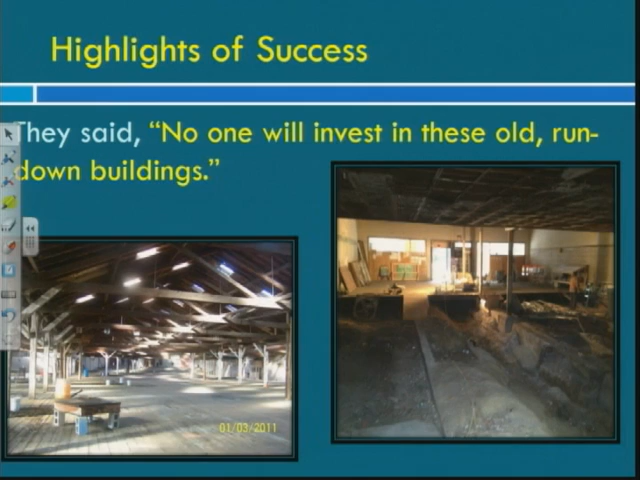 Highlights of Success
They said, “No one will invest in these old, run-
down buildings.”
01/03/2011